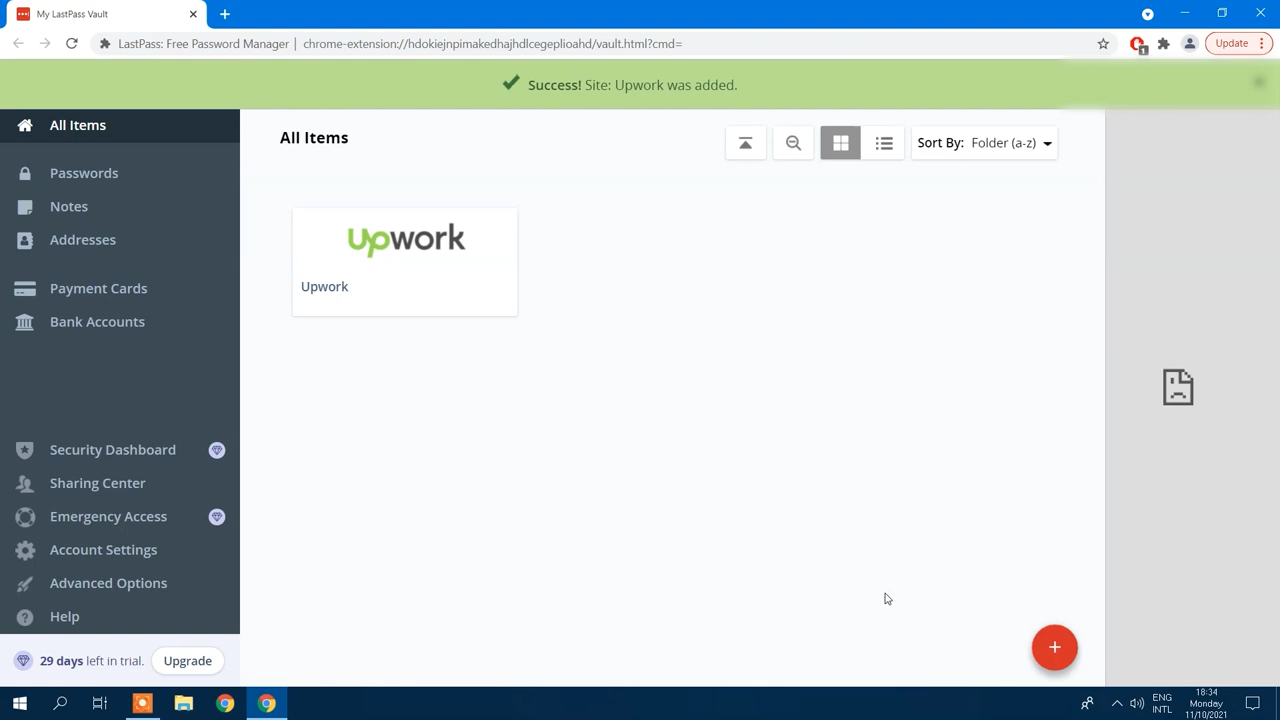 My LastPass Vault
LastPass: Free Password Manager | chrome-extension://hdokiejnpimakedhajhdlcegeplioahd/vault.html?cmd=
1
Update
Success! Site: Upwork was added.
All Items
Passwords
Notes
Addresses
Payment Cards
Bank Accounts
Security Dashboard
Sharing Center
Emergency Access
Account Settings
Advanced Options
Help
29 days left in trial.
Upgrade
All Items
Sort By: Folder (a-z)
upwork
Upwork
+
ENG
INTL
18:34
Monday
11/10/2021